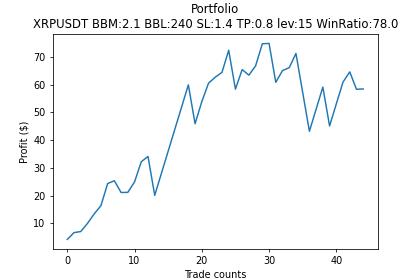 Portfolio
XRPUSDT BBM:2.1 BBL:240 SL:1.4 TP:0.8 lev:15 WinRatio:78.0
70
60
50
40
30
20
10
Profit ($)
0 10 20 30 40
Trade counts